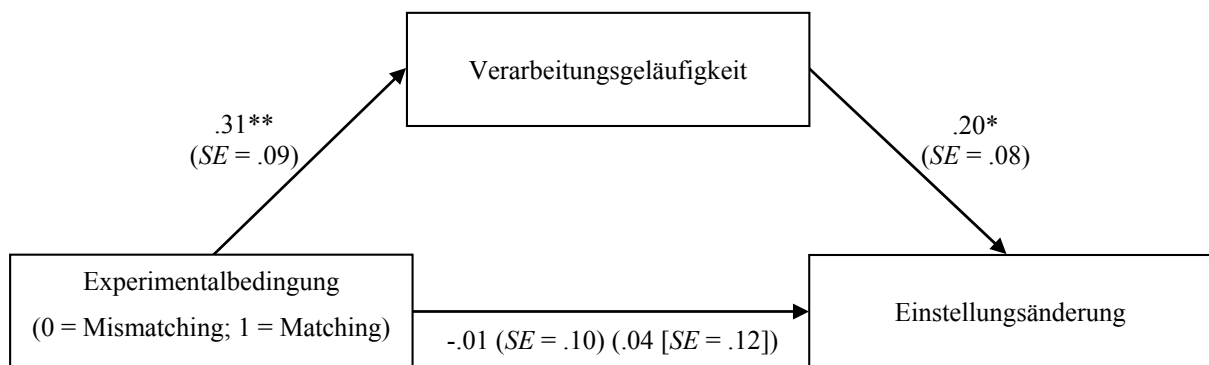 Verarbeitungsgeläufigkeit
.31**
(SE = .09)
.20*
(SE = .08)
Experimentalbedingung
(0 = Mismatching; 1 = Matching)
Einstellungsänderung
-.01 (SE = .10) (.04 [SE = .12])